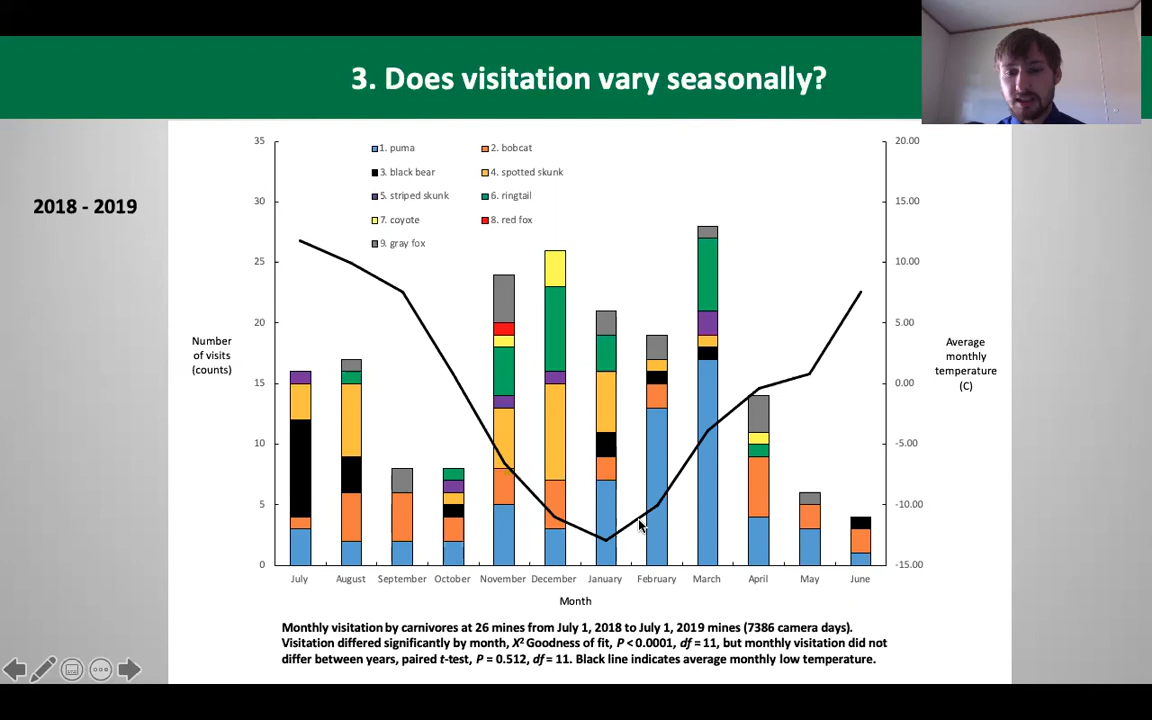 3. Does visitation vary seasonally?
2018 - 2019
35
30
25
20
15
10
5
0
1. puma
2. bobcat
3. black bear
4. spotted skunk
5. striped skunk
6. ringtail
7. coyote
8. red fox
9. gray fox
20.00
15.00
10.00
5.00
0.00
-5.00
-10.00
-15.00
Number
of visits
(counts)
Average
monthly
temperature
(C)
July August September October November December January February March April May June
Month
Monthly visitation by carnivores at 26 mines from July 1, 2018 to July 1, 2019 mines (7386 camera days).
Visitation differed significantly by month, X² Goodness of fit, P < 0.0001, df = 11, but monthly visitation did not
differ between years, paired t-test, P = 0.512, df = 11. Black line indicates average monthly low temperature.